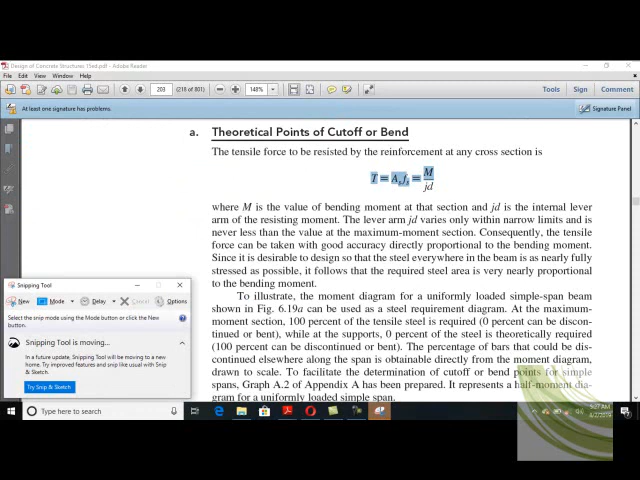 Design of Concrete Structures 15ed.pdf - Adobe Reader
File Edit View Window Help
203 (218 of 801) 148% Tools Sign Comment
At least one signature has problems. Signature Panel
a. Theoretical Points of Cutoff or Bend
The tensile force to be resisted by the reinforcement at any cross section is
T = Asfs = M/jd
where M is the value of bending moment at that section and jd is the internal lever
arm of the resisting moment. The lever arm jd varies only within narrow limits and is
never less than the value at the maximum-moment section. Consequently, the tensile
force can be taken with good accuracy directly proportional to the bending moment.
Since it is desirable to design so that the steel everywhere in the beam is as nearly fully
stressed as possible, it follows that the required steel area is very nearly proportional
to the bending moment.
To illustrate, the moment diagram for a uniformly loaded simple-span beam
shown in Fig. 6.19a can be used as a steel requirement diagram. At the maximum-
moment section, 100 percent of the tensile steel is required (0 percent can be discon-
tinued or bent), while at the supports, 0 percent of the steel is theoretically required
(100 percent can be discontinued or bent). The percentage of bars that could be dis-
continued elsewhere along the span is obtainable directly from the moment diagram,
drawn to scale. To facilitate the determination of cutoff or bend points for simple
spans, Graph A.2 of Appendix A has been prepared. It represents a half-moment dia-
gram for a uniformly loaded simple span.
Snipping Tool
New Mode Delay Cancel Options
Select the snip mode using the Mode button or click the New
button.
Snipping Tool is moving...
In a future update, Snipping Tool will be moving to a new
home. Try improved features and snip like usual with Snip
& Sketch.
Try Snip & Sketch
Type here to search
5:27 AM